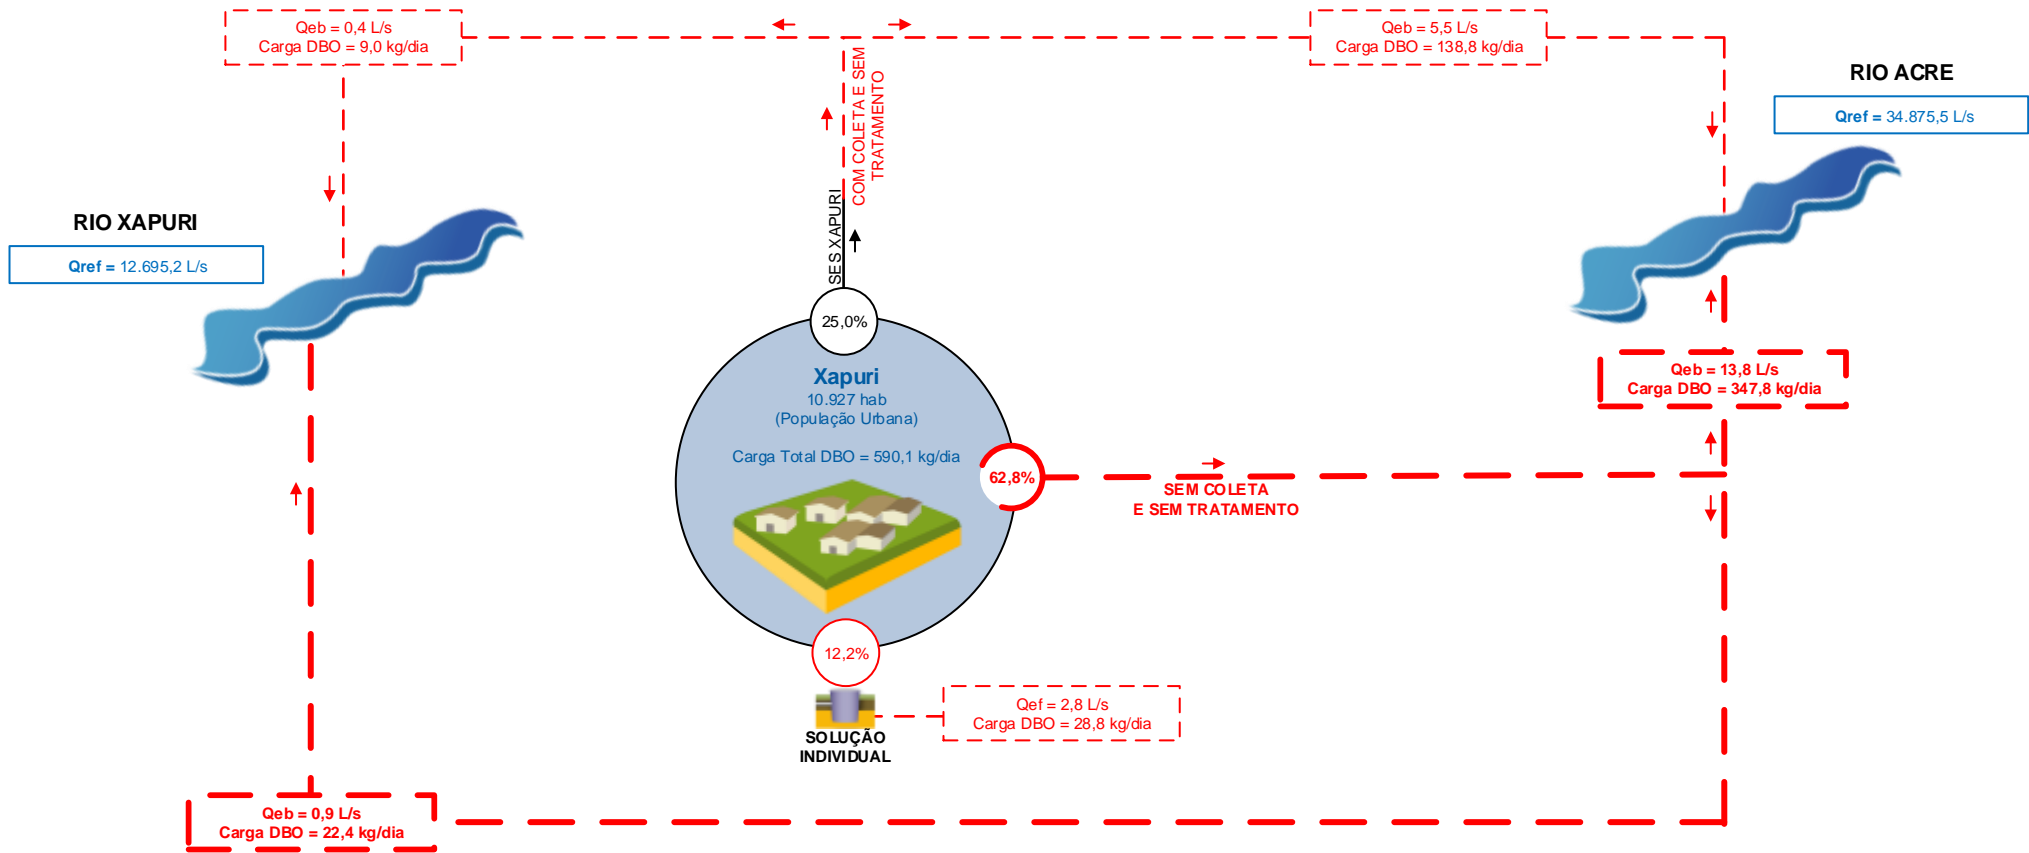 Qeb = 0,4 L/s
Carga DBO = 9,0 kg/dia
Qeb = 5,5 L/s
Carga DBO = 138,8 kg/dia
COM COLETA E SEM
TRATAMENTO
RIO ACRE
Qref = 34.875,5 L/s
RIO XAPURI
Qref = 12.695,2 L/s
SES XAPURI
25,0%
Xapuri
10.927 hab
(População Urbana)
Carga Total DBO = 590,1 kg/dia
62,8%
SEM COLETA
E SEM TRATAMENTO
Qeb = 13,8 L/s
Carga DBO = 347,8 kg/dia
12,2%
SOLUÇÃO
INDIVIDUAL
Qef = 2,8 L/s
Carga DBO = 28,8 kg/dia
Qeb = 0,9 L/s
Carga DBO = 22,4 kg/dia